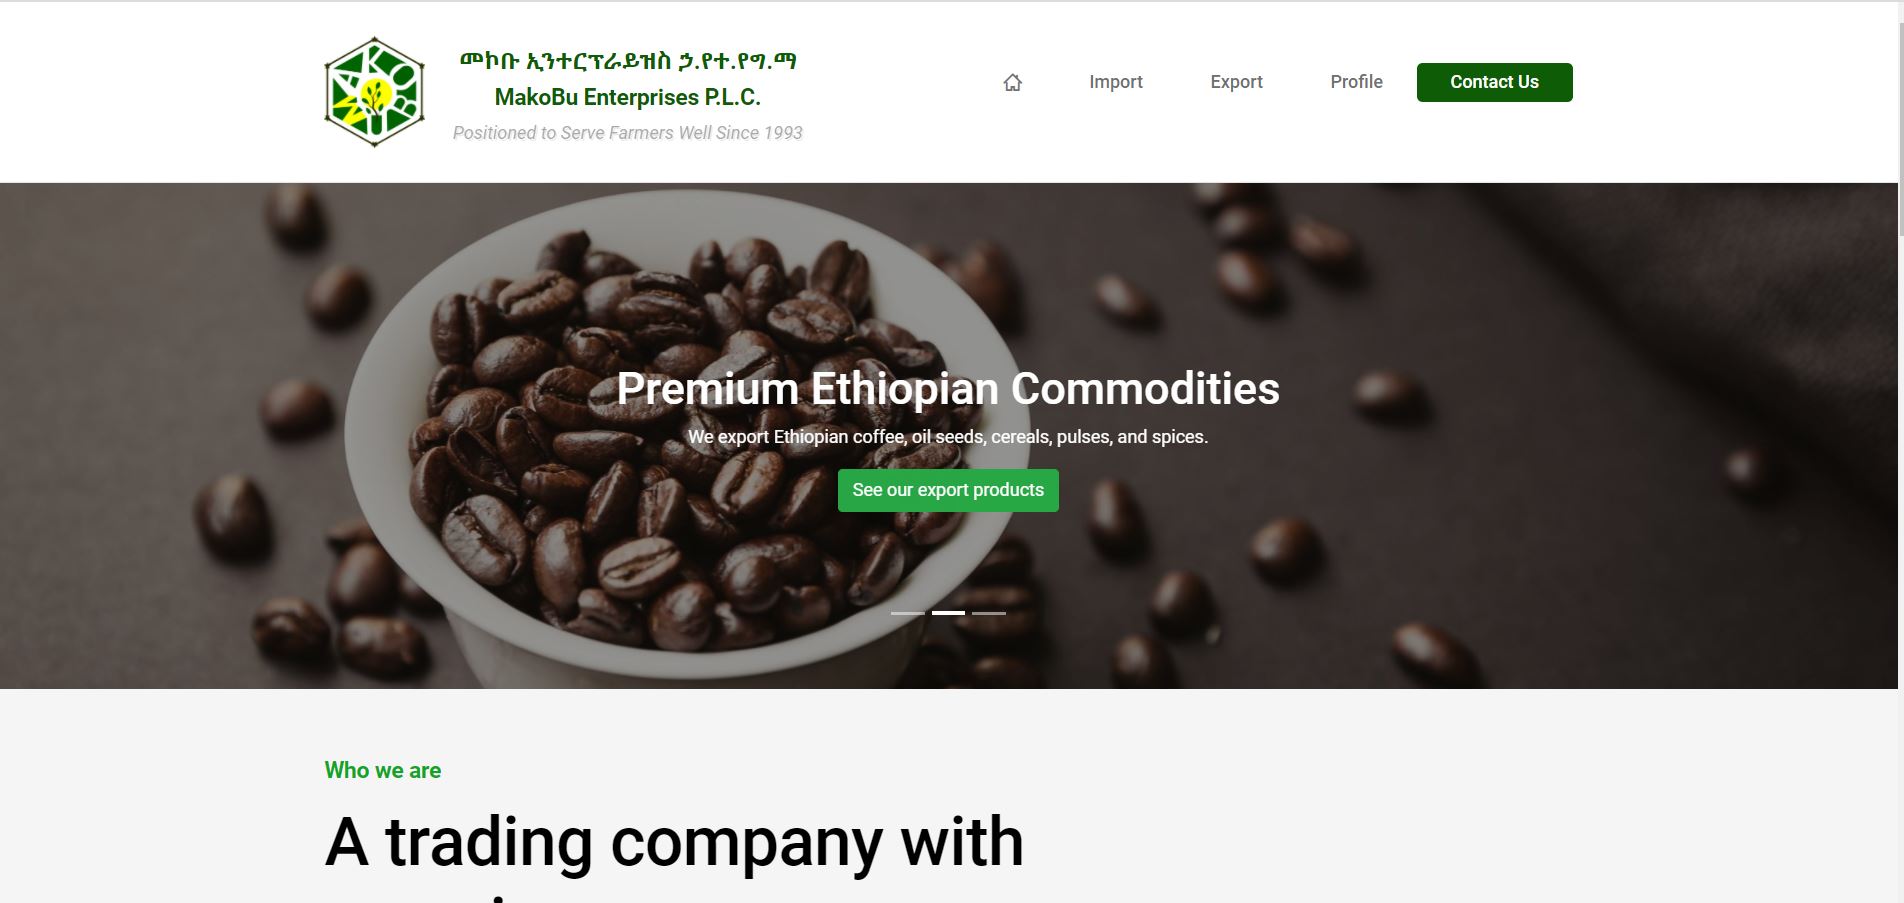 መኮቡ ኢንተርፕራይዝስ ኃ.የተ.የግ.ማ
MakoBu Enterprises P.L.C.
Positioned to Serve Farmers Well Since 1993
Import
Export
Profile
Contact Us
Premium Ethiopian Commodities
We export Ethiopian coffee, oil seeds, cereals, pulses, and spices.
See our export products
Who we are
A trading company with